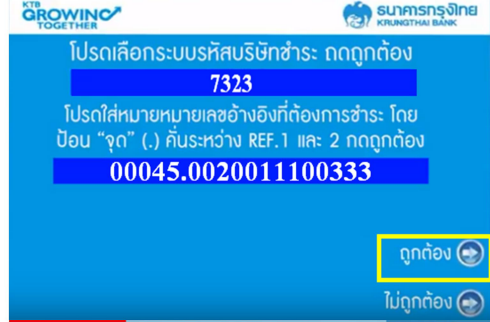 KTB
GROWING
TOGETHER
ธนาคารกรุงไทย
KRUNGTHAI BANK
โปรดเลือกระบบรหัสบริษัทชำระ ถดถูกต้อง
7323
โปรดใส่หมายหมายเลขอ้างอิงที่ต้องการชำระ โดย
ป้อน “จุด” (.) คั่นระหว่าง REF.1 และ 2 กดถูกต้อง
00045.0020011100333
ถูกต้อง
ไม่ถูกต้อง